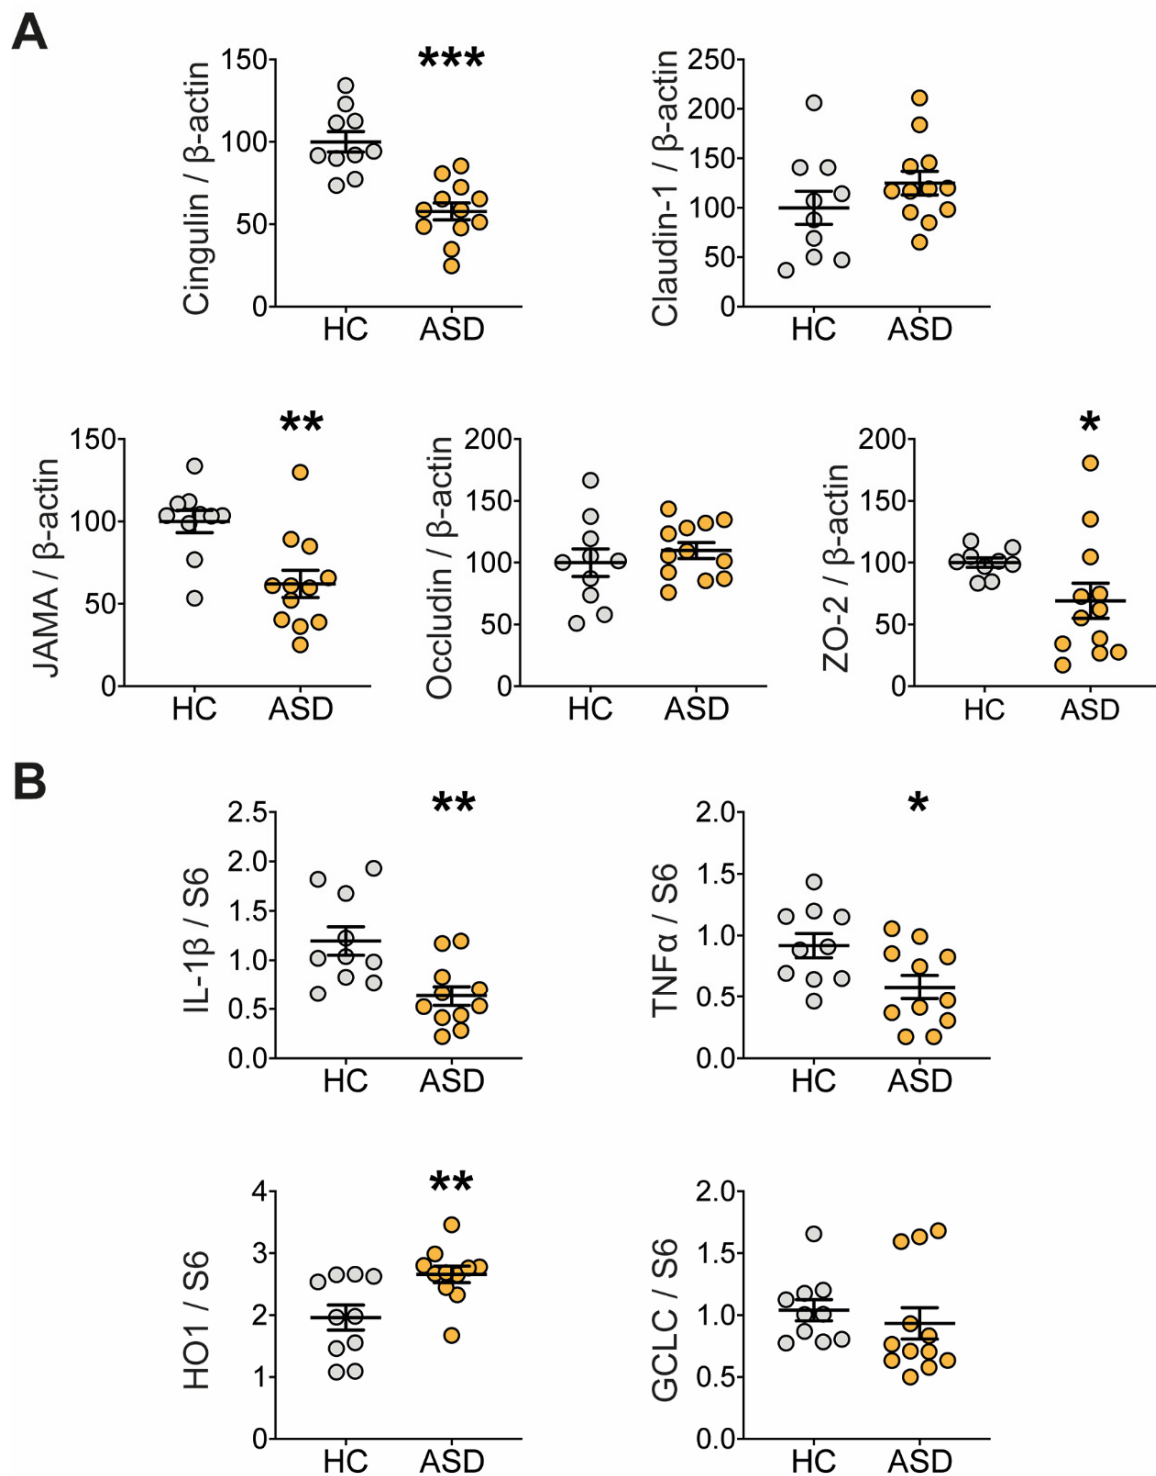 A
***
Cingulin / β-actin
150
100
50
0
HC ASD
Claudin-1 / β-actin
250
200
150
100
50
0
HC ASD
**
JAMA / β-actin
150
100
50
0
HC ASD
Occludin / β-actin
200
150
100
50
0
HC ASD
*
ZO-2 / β-actin
200
150
100
50
0
HC ASD
B
**
IL-1β / S6
2.5
2.0
1.5
1.0
0.5
0.0
HC ASD
*
TNFα / S6
2.0
1.5
1.0
0.5
0.0
HC ASD
**
HO1 / S6
4
3
2
1
0
HC ASD
GCLC / S6
2.0
1.5
1.0
0.5
0.0
HC ASD